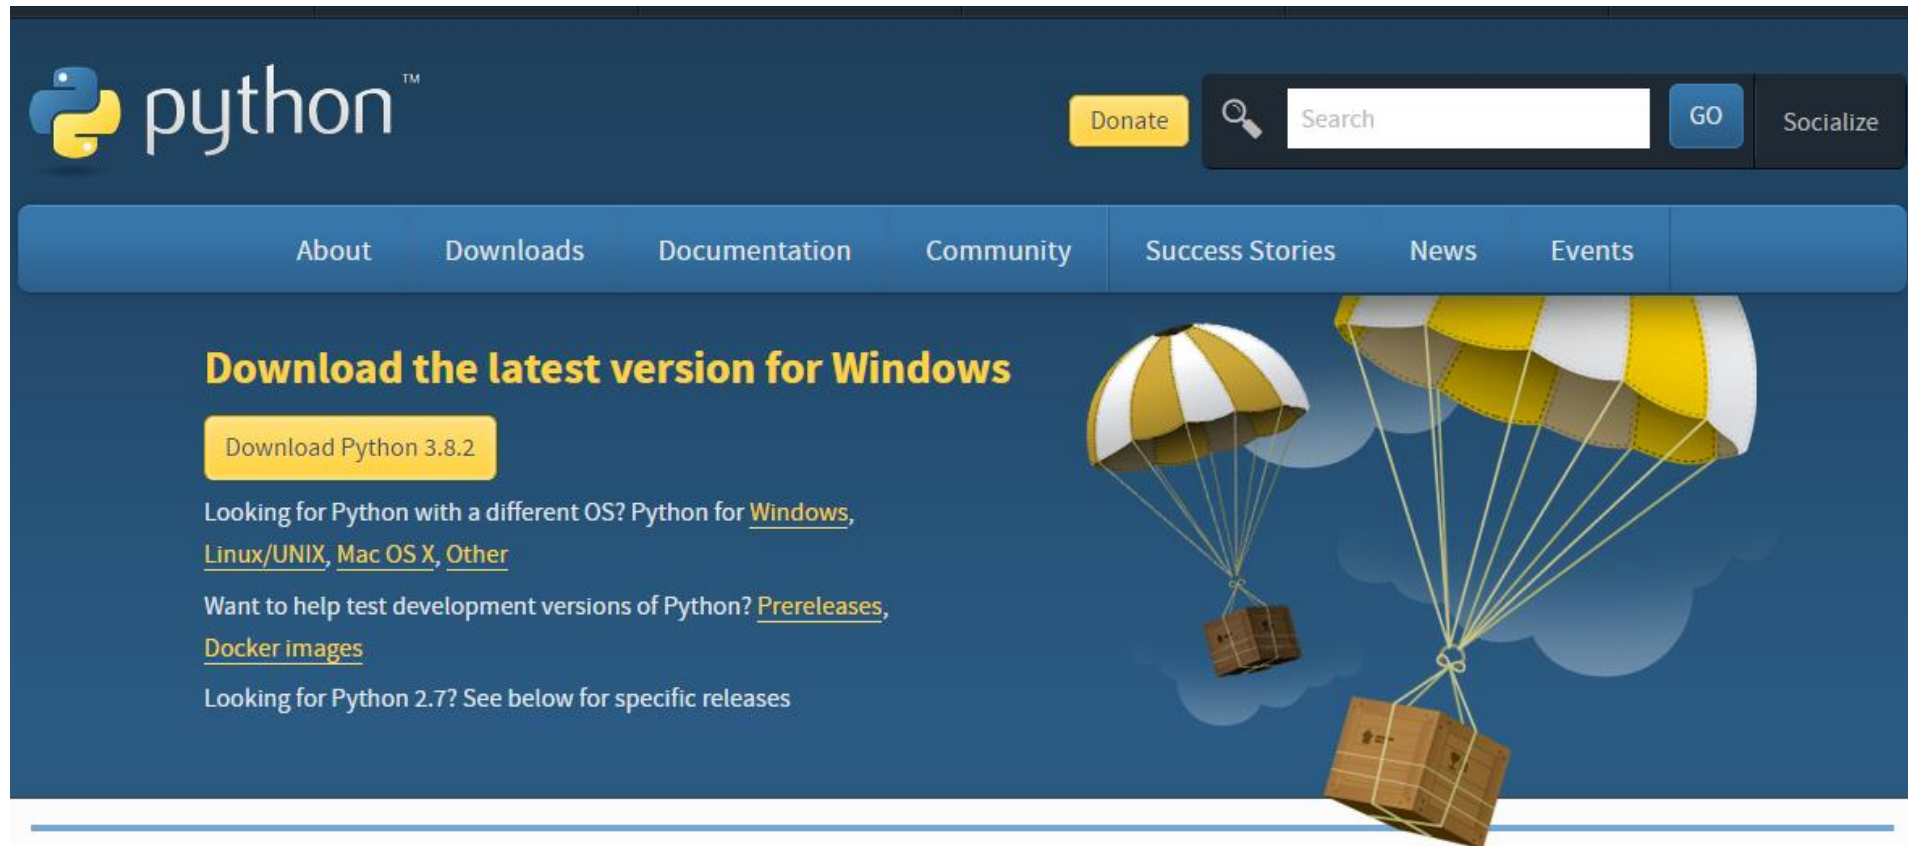 python™
Donate
Search
GO
Socialize
About
Downloads
Documentation
Community
Success Stories
News
Events
Download the latest version for Windows
Download Python 3.8.2
Looking for Python with a different OS? Python for Windows,
Linux/UNIX, Mac OS X, Other
Want to help test development versions of Python? Prereleases,
Docker images
Looking for Python 2.7? See below for specific releases